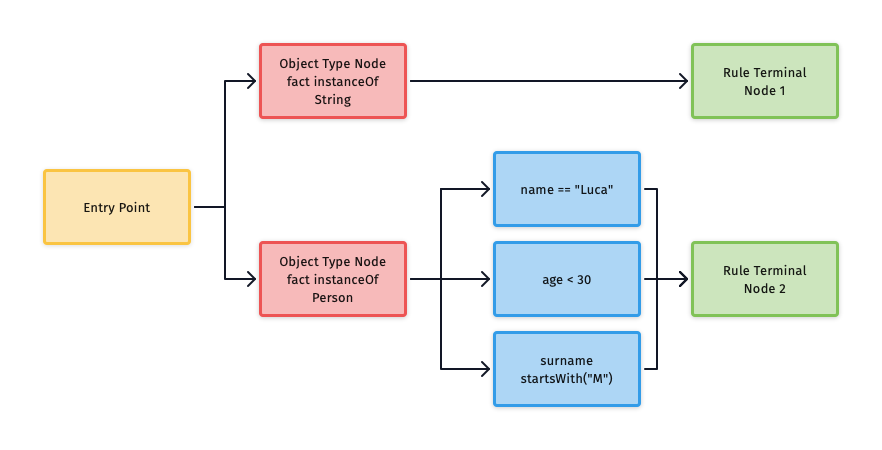 Object Type Node
fact instanceOf
String
Rule Terminal
Node 1
Entry Point
name == "Luca"
Object Type Node
fact instanceOf
Person
age < 30
Rule Terminal
Node 2
surname
startsWith("M")